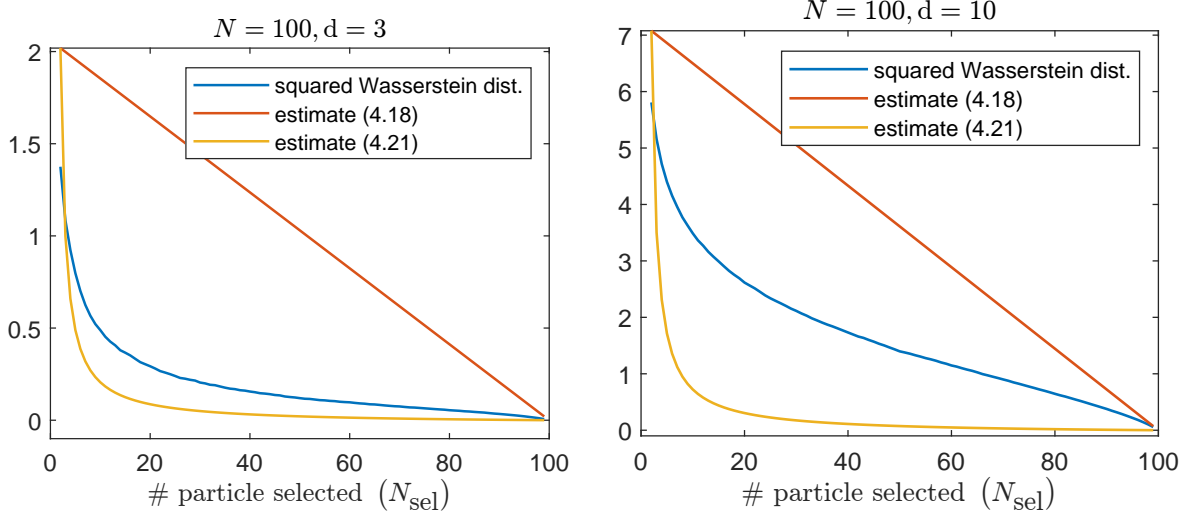 N = 100, d = 3
2
1.5
1
0.5
0
0
20
40
60
80
100
squared Wasserstein dist.
estimate (4.18)
estimate (4.21)
# particle selected (Nsel)
N = 100, d = 10
7
6
5
4
3
2
1
0
0
20
40
60
80
100
squared Wasserstein dist.
estimate (4.18)
estimate (4.21)
# particle selected (Nsel)